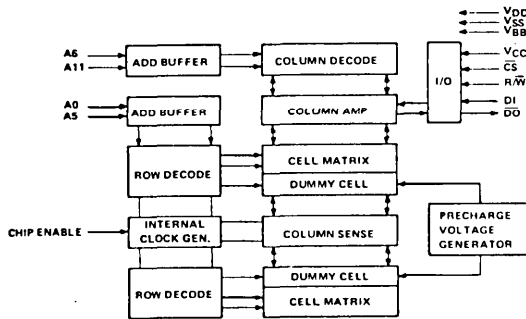 A6
A11
ADD BUFFER
COLUMN DECODE
VDD
VSS
VBB
VCC
C̅S̅
R/W̅
DI
D̅O̅
I/O
A0
A5
ADD BUFFER
COLUMN AMP
ROW DECODE
CELL MATRIX
DUMMY CELL
CHIP ENABLE
INTERNAL
CLOCK GEN.
COLUMN SENSE
PRECHARGE
VOLTAGE
GENERATOR
ROW DECODE
DUMMY CELL
CELL MATRIX